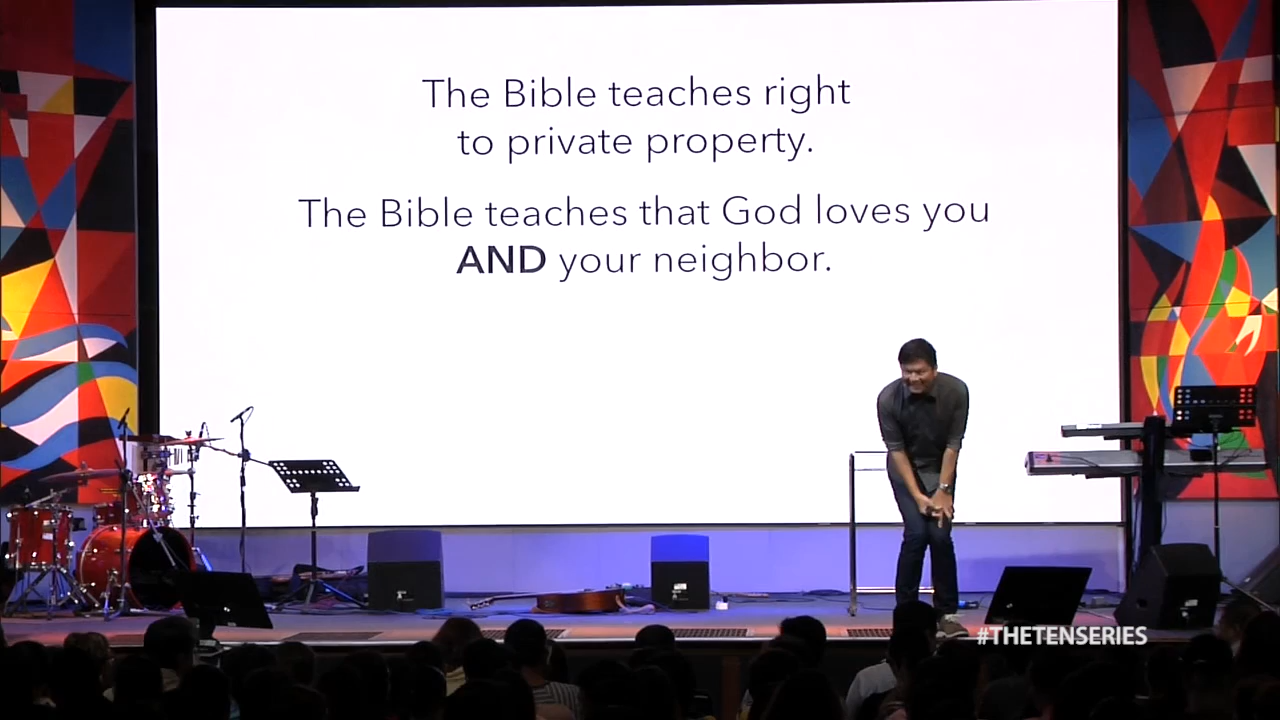 The Bible teaches right
to private property.
The Bible teaches that God loves you
AND your neighbor.
#THETENSERIES